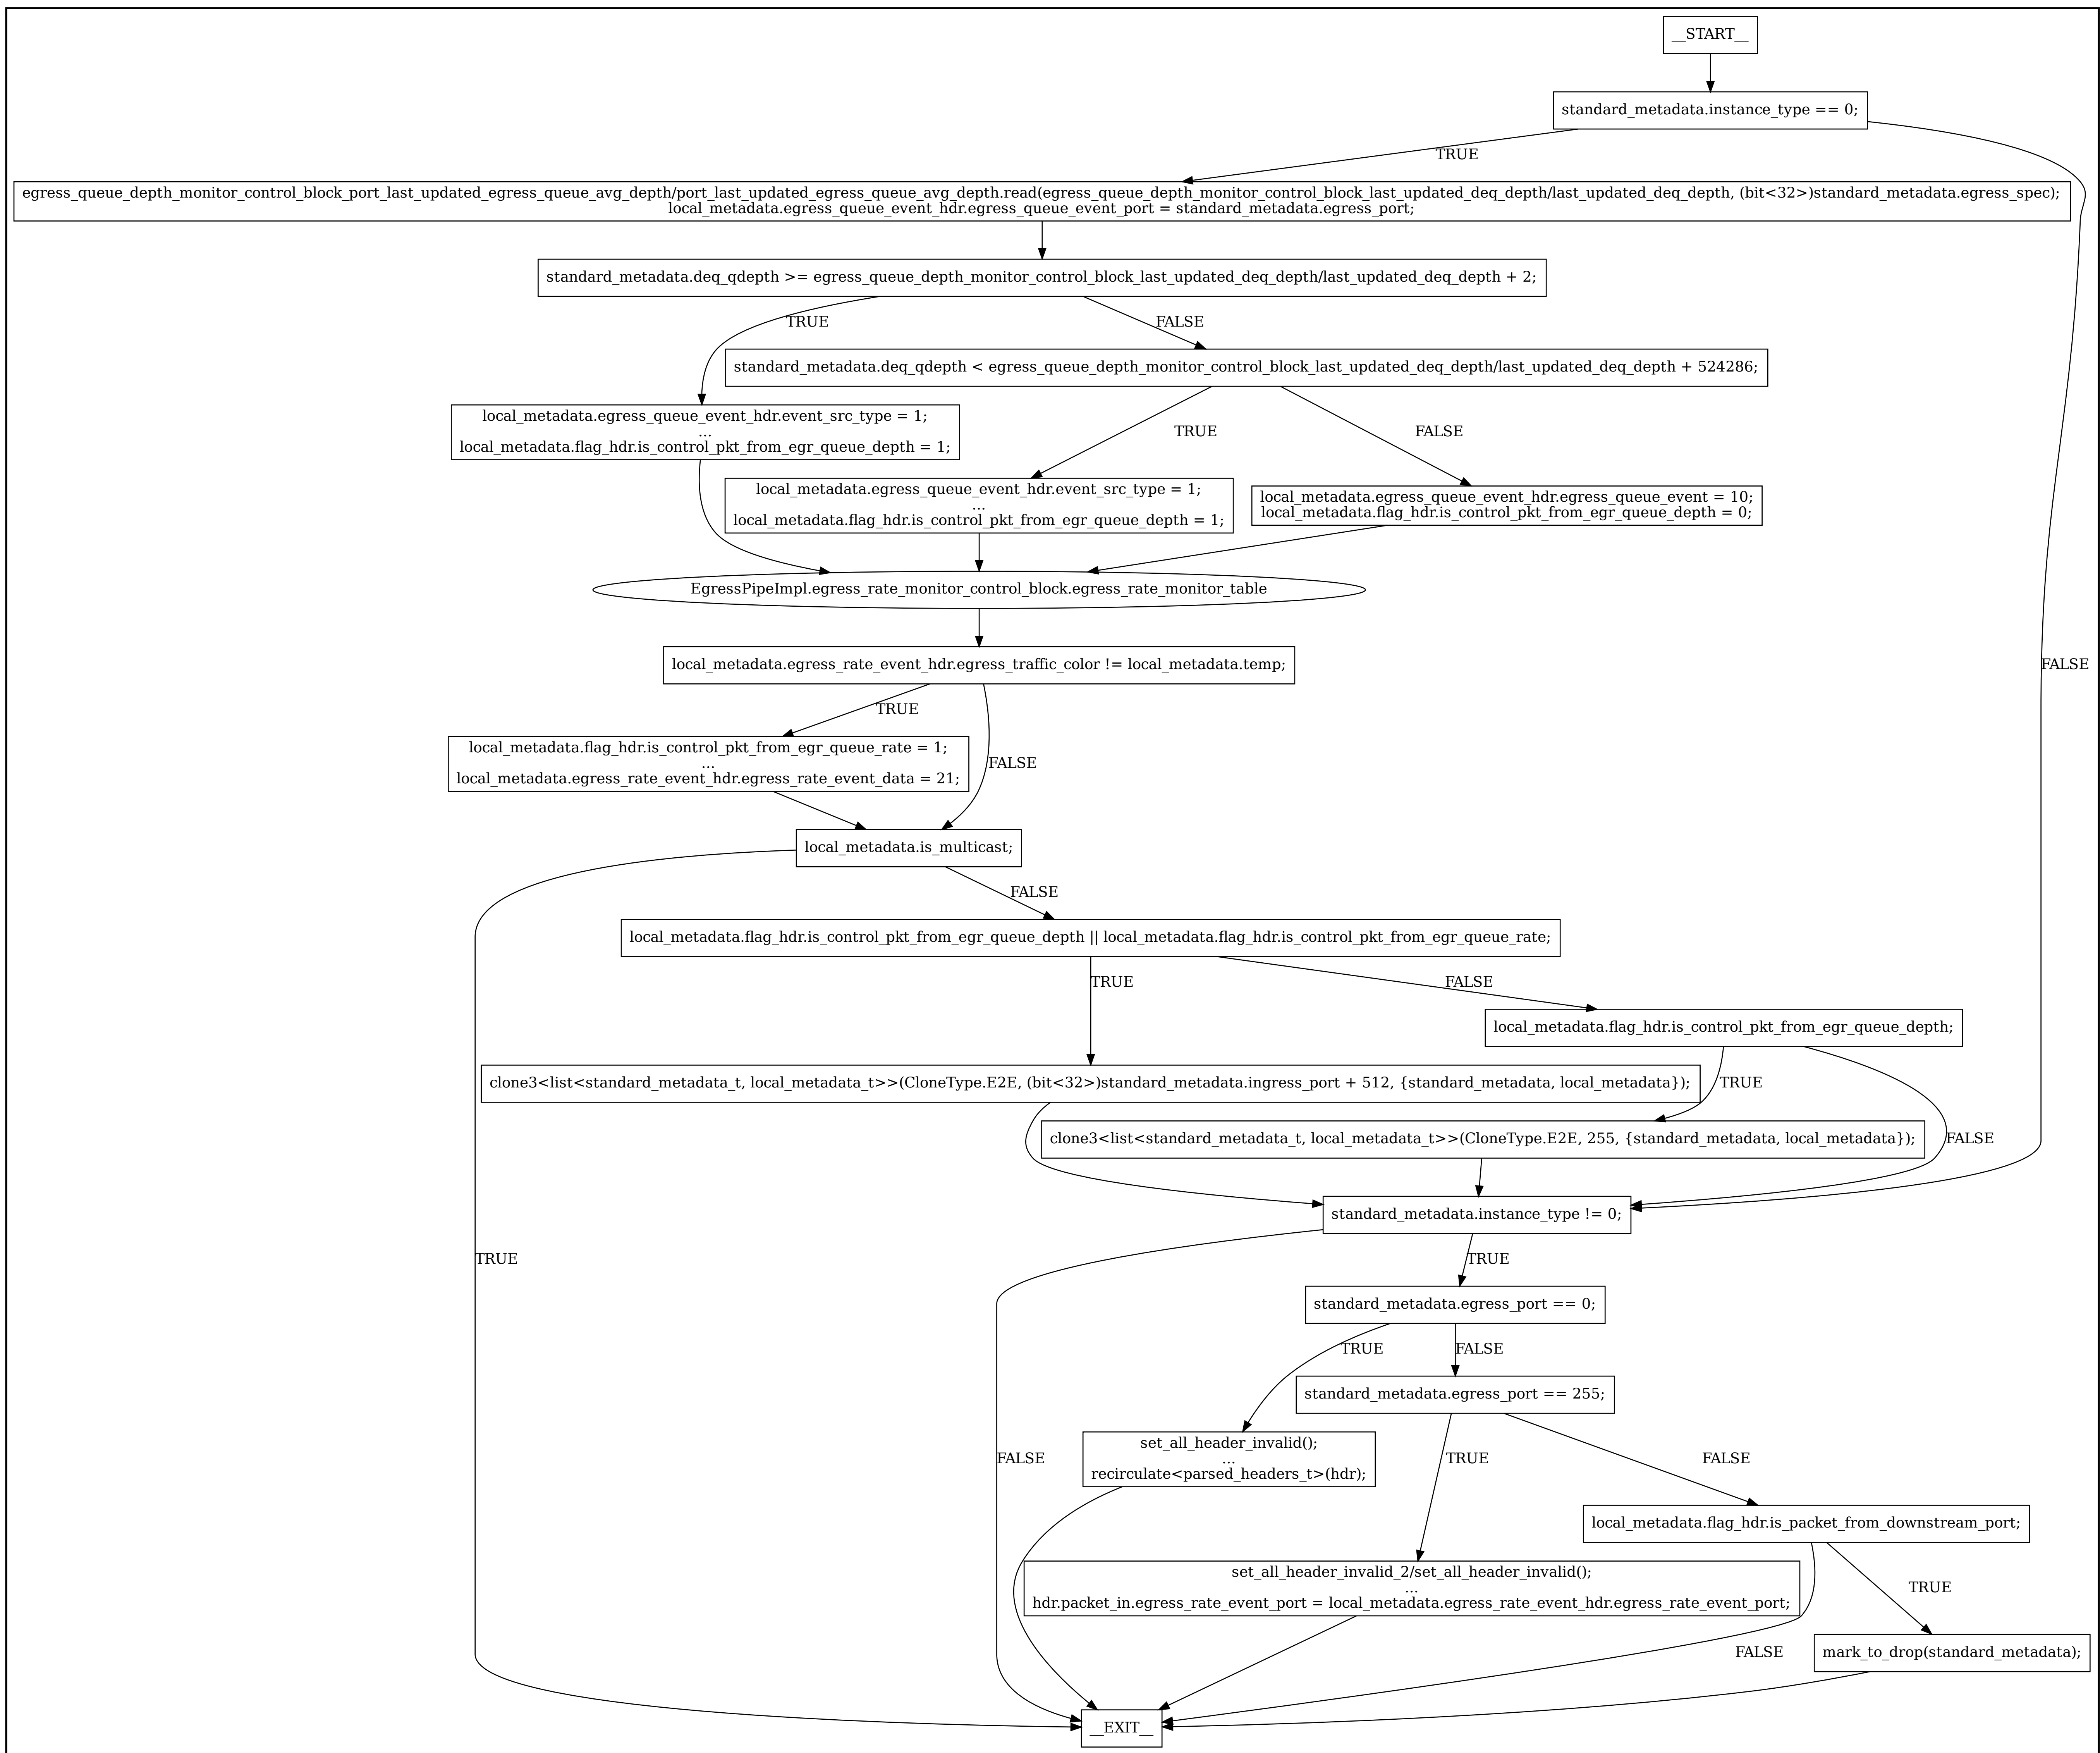 __START__
standard_metadata.instance_type == 0;
TRUE
egress_queue_depth_monitor_control_block_port_last_updated_egress_queue_avg_depth/port_last_updated_egress_queue_avg_depth.read(egress_queue_depth_monitor_control_block_last_updated_deq_depth/last_updated_deq_depth, (bit<32>)standard_metadata.egress_spec);
local_metadata.egress_queue_event_hdr.egress_queue_event_port = standard_metadata.egress_port;
standard_metadata.deq_qdepth >= egress_queue_depth_monitor_control_block_last_updated_deq_depth/last_updated_deq_depth + 2;
TRUE
FALSE
standard_metadata.deq_qdepth < egress_queue_depth_monitor_control_block_last_updated_deq_depth/last_updated_deq_depth + 524286;
local_metadata.egress_queue_event_hdr.event_src_type = 1;
...
local_metadata.flag_hdr.is_control_pkt_from_egr_queue_depth = 1;
TRUE
FALSE
local_metadata.egress_queue_event_hdr.event_src_type = 1;
...
local_metadata.flag_hdr.is_control_pkt_from_egr_queue_depth = 1;
local_metadata.egress_queue_event_hdr.egress_queue_event = 10;
local_metadata.flag_hdr.is_control_pkt_from_egr_queue_depth = 0;
EgressPipeImpl.egress_rate_monitor_control_block.egress_rate_monitor_table
local_metadata.egress_rate_event_hdr.egress_traffic_color != local_metadata.temp;
FALSE
TRUE
local_metadata.flag_hdr.is_control_pkt_from_egr_queue_rate = 1;
...
local_metadata.egress_rate_event_hdr.egress_rate_event_data = 21;
FALSE
local_metadata.is_multicast;
FALSE
local_metadata.flag_hdr.is_control_pkt_from_egr_queue_depth || local_metadata.flag_hdr.is_control_pkt_from_egr_queue_rate;
TRUE
FALSE
local_metadata.flag_hdr.is_control_pkt_from_egr_queue_depth;
clone3<list<standard_metadata_t, local_metadata_t>>(CloneType.E2E, (bit<32>)standard_metadata.ingress_port + 512, {standard_metadata, local_metadata});
TRUE
clone3<list<standard_metadata_t, local_metadata_t>>(CloneType.E2E, 255, {standard_metadata, local_metadata});
FALSE
standard_metadata.instance_type != 0;
TRUE
TRUE
standard_metadata.egress_port == 0;
TRUE
FALSE
standard_metadata.egress_port == 255;
set_all_header_invalid();
...
recirculate<parsed_headers_t>(hdr);
FALSE
TRUE
FALSE
local_metadata.flag_hdr.is_packet_from_downstream_port;
set_all_header_invalid_2/set_all_header_invalid();
...
hdr.packet_in.egress_rate_event_port = local_metadata.egress_rate_event_hdr.egress_rate_event_port;
TRUE
FALSE
mark_to_drop(standard_metadata);
__EXIT__